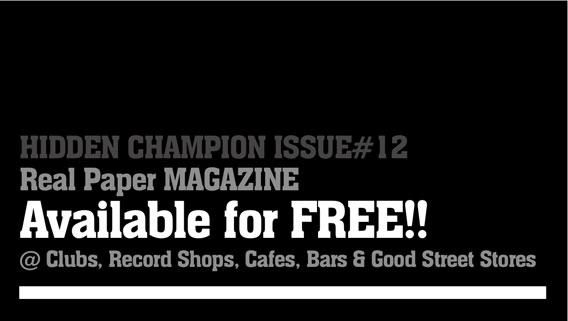 HIDDEN CHAMPION ISSUE#12
Real Paper MAGAZINE
Available for FREE!!
@ Clubs, Record Shops, Cafes, Bars & Good Street Stores